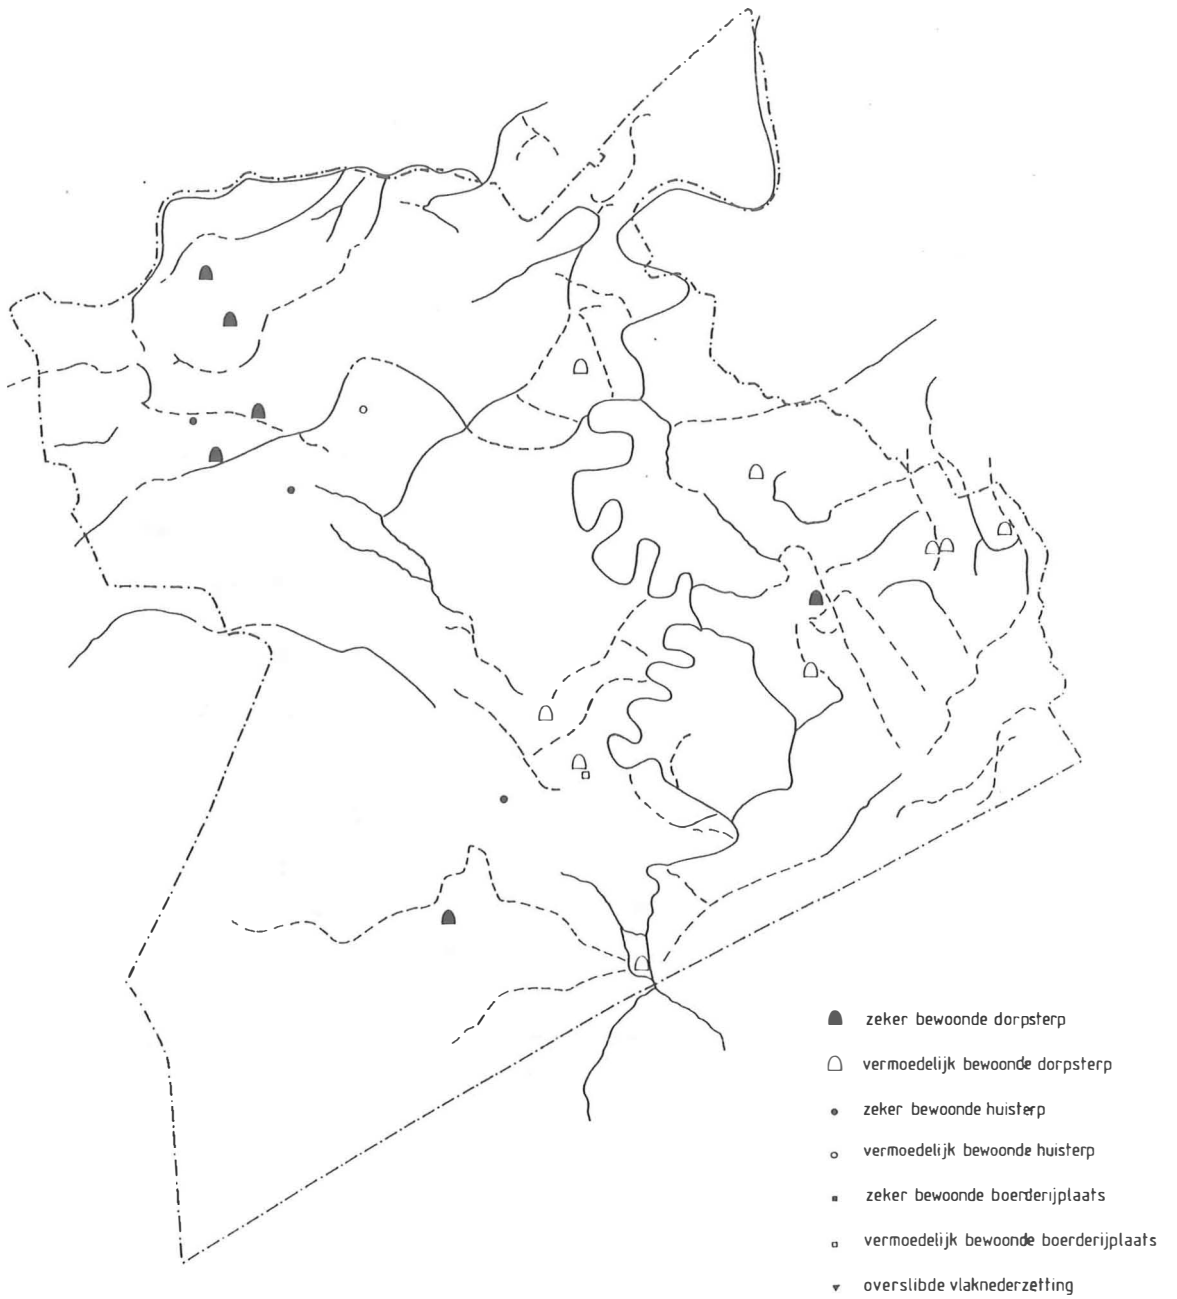 zeker bewoonde dorpsterp
vermoedelijk bewoonde dorpsterp
zeker bewoonde huisterp
vermoedelijk bewoonde huisterp
zeker bewoonde boerderijplaats
vermoedelijk bewoonde boerderijplaats
overslibde vlaknederzetting